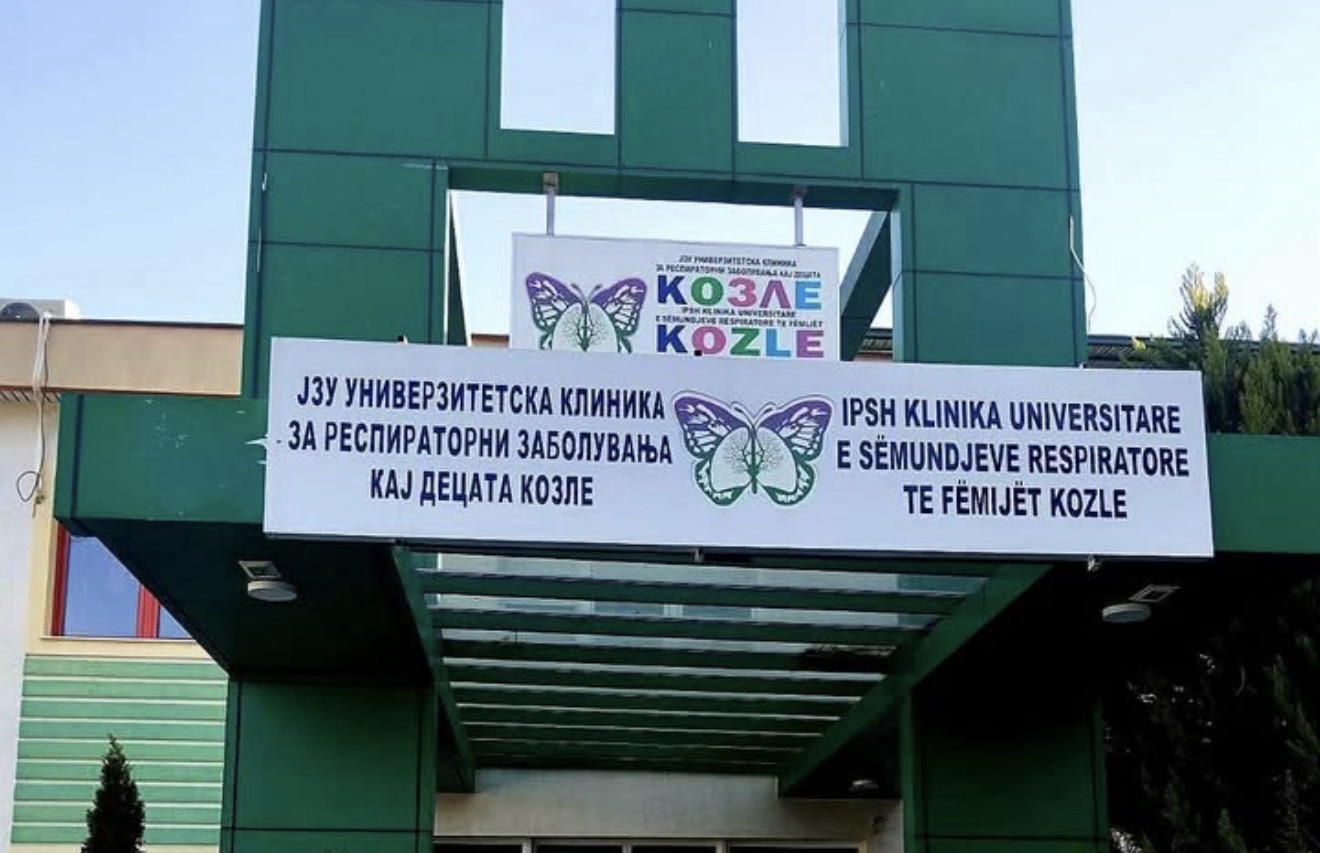 ЈЗУ УНИВЕРЗИТЕТСКА КЛИНИКА
ЗА РЕСПИРАТОРНИ ЗАБОЛУВАЊА КАЈ ДЕЦАТА
КОЗЛЕ
IPSH KLINIKA UNIVERSITARE
E SËMUNDJEVE RESPIRATORE TE FËMIJËT
KOZLE
ЈЗУ УНИВЕРЗИТЕТСКА КЛИНИКА
ЗА РЕСПИРАТОРНИ ЗАБОЛУВАЊА
КАЈ ДЕЦАТА КОЗЛЕ
IPSH KLINIKA UNIVERSITARE
E SËMUNDJEVE RESPIRATORE
TE FËMIJËT KOZLE